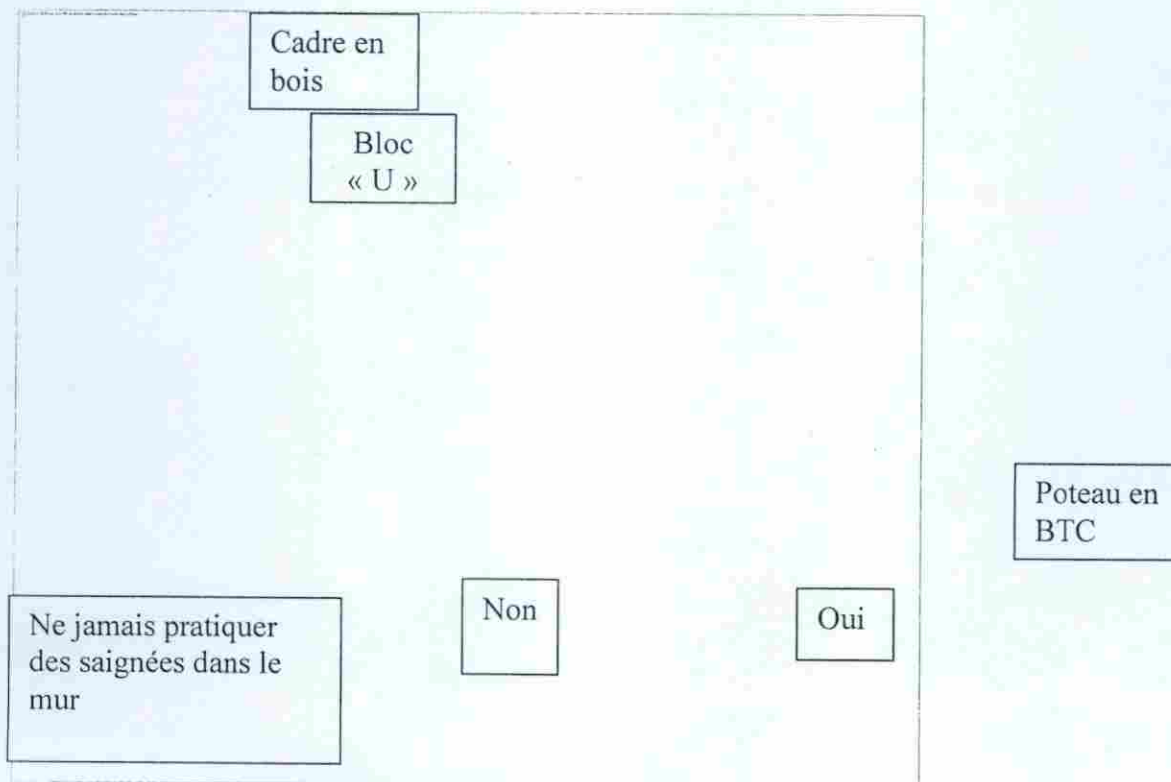 Cadre en
bois
Bloc
« U »
Poteau en
BTC
Non
Oui
Ne jamais pratiquer
des saignées dans le
mur